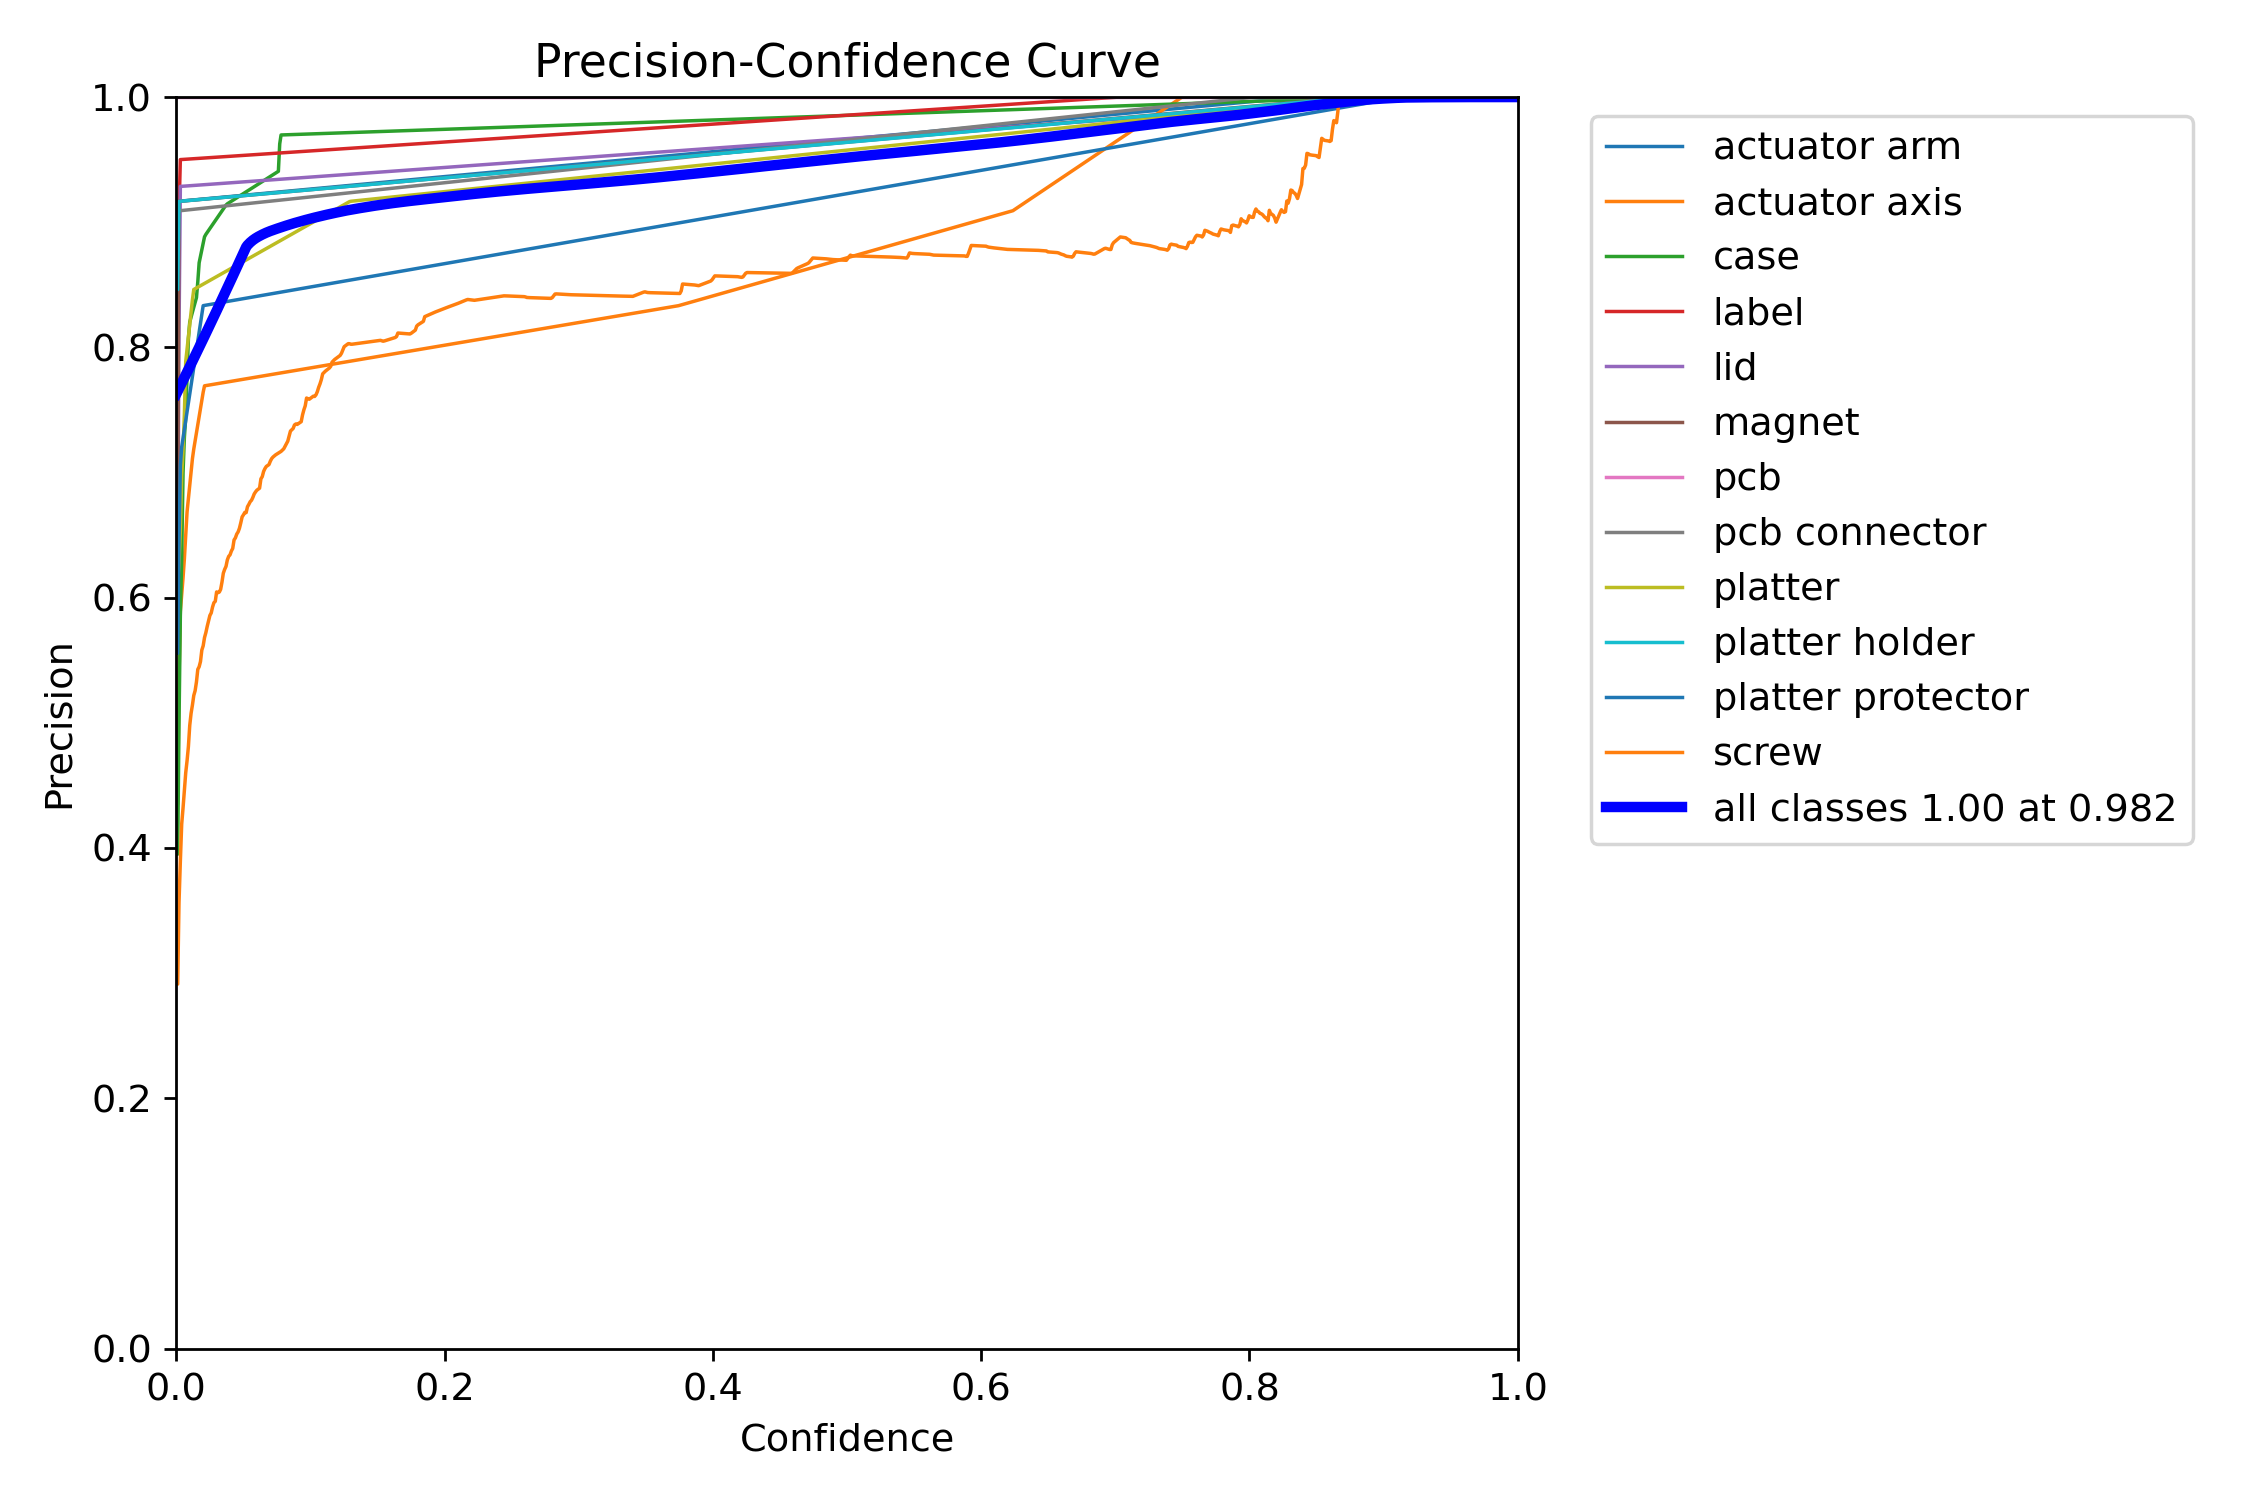 Precision-Confidence Curve
1.0
0.8
0.6
0.4
0.2
0.0
Precision
0.0 0.2 0.4 0.6 0.8 1.0
Confidence
actuator arm
actuator axis
case
label
lid
magnet
pcb
pcb connector
platter
platter holder
platter protector
screw
all classes 1.00 at 0.982